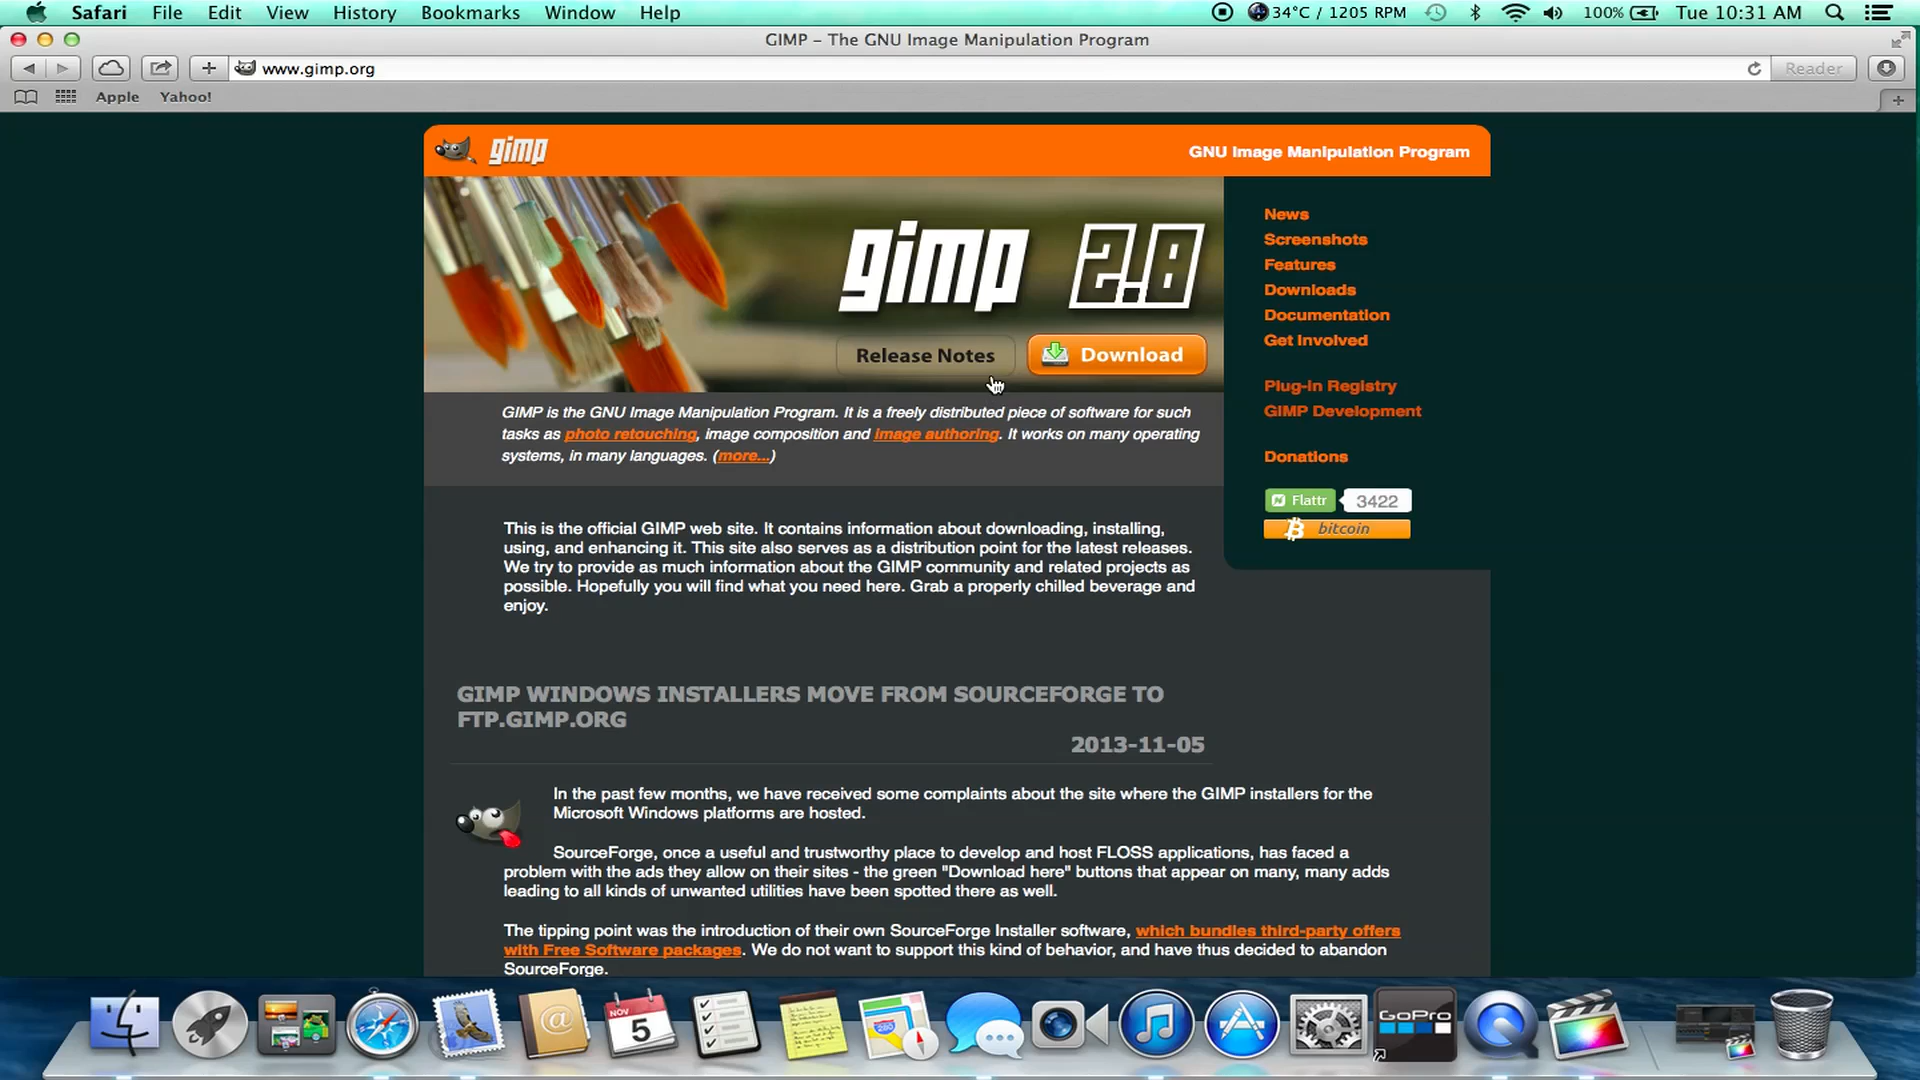 Safari File Edit View History Bookmarks Window Help 34°C / 1205 RPM 100% Tue 10:31 AM
GIMP - The GNU Image Manipulation Program
www.gimp.org Reader
Apple Yahoo!
gimp GNU Image Manipulation Program
gimp 2.8
Release Notes Download
News
Screenshots
Features
Downloads
Documentation
Get Involved
Plug-in Registry
GIMP Development
Donations
Flattr 3422
bitcoin
GIMP is the GNU Image Manipulation Program. It is a freely distributed piece of software for such
tasks as photo retouching, image composition and image authoring. It works on many operating
systems, in many languages. (more...)
This is the official GIMP web site. It contains information about downloading, installing,
using, and enhancing it. This site also serves as a distribution point for the latest releases.
We try to provide as much information about the GIMP community and related projects as
possible. Hopefully you will find what you need here. Grab a properly chilled beverage and
enjoy.
GIMP WINDOWS INSTALLERS MOVE FROM SOURCEFORGE TO
FTP.GIMP.ORG
2013-11-05
In the past few months, we have received some complaints about the site where the GIMP installers for the
Microsoft Windows platforms are hosted.
SourceForge, once a useful and trustworthy place to develop and host FLOSS applications, has faced a
problem with the ads they allow on their sites - the green "Download here" buttons that appear on many, many adds
leading to all kinds of unwanted utilities have been spotted there as well.
The tipping point was the introduction of their own SourceForge Installer software, which bundles third-party offers
with Free Software packages. We do not want to support this kind of behavior, and have thus decided to abandon
SourceForge.
NOV
5
280
GoPro